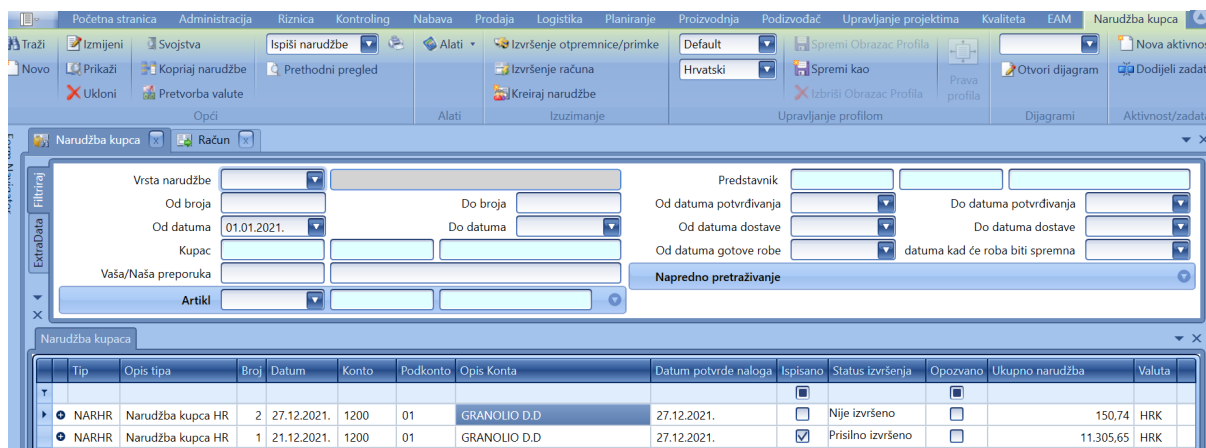 Početna stranica Administracija Riznica Kontroling Nabava Prodaja Logistika Planiranje Proizvodnja Podizvođač Upravljanje projektima Kvaliteta EAM Narudžba kupca
Traži Izmijeni Svojstva Ispiši narudžbe Alati Izvršenje otpremnice/primke Default Spremi Obrazac Profila Nova aktivnos
Novo Prikaži Kopriaj narudžbe Prethodni pregled Izvršenje računa Hrvatski Spremi kao Prava profila Otvori dijagram Dodijeli zadat
Ukloni Pretvorba valute Kreiraj narudžbe Izbriši Obrazac Profila
Opći Alati Izuzimanje Upravljanje profilom Dijagrami Aktivnost/zadata
Narudžba kupca x Račun x
Form Navigator
Filtriraj
ExtraData
Vrsta narudžbe Predstavnik
Od broja Do broja Od datuma potvrđivanja Do datuma potvrđivanja
Od datuma 01.01.2021. Do datuma Od datuma dostave Do datuma dostave
Kupac Od datuma gotove robe datuma kad će roba biti spremna
Vaša/Naša preporuka Napredno pretraživanje
Artikl
Narudžba kupaca
Tip Opis tipa Broj Datum Konto Podkonto Opis Konta Datum potvrde naloga Ispisano Status izvršenja Opozvano Ukupno narudžba Valuta
NARHR Narudžba kupca HR 2 27.12.2021. 1200 01 GRANOLIO D.D 27.12.2021. Nije izvršeno 150,74 HRK
NARHR Narudžba kupca HR 1 21.12.2021. 1200 01 GRANOLIO D.D 27.12.2021. Prisilno izvršeno 11.305,65 HRK